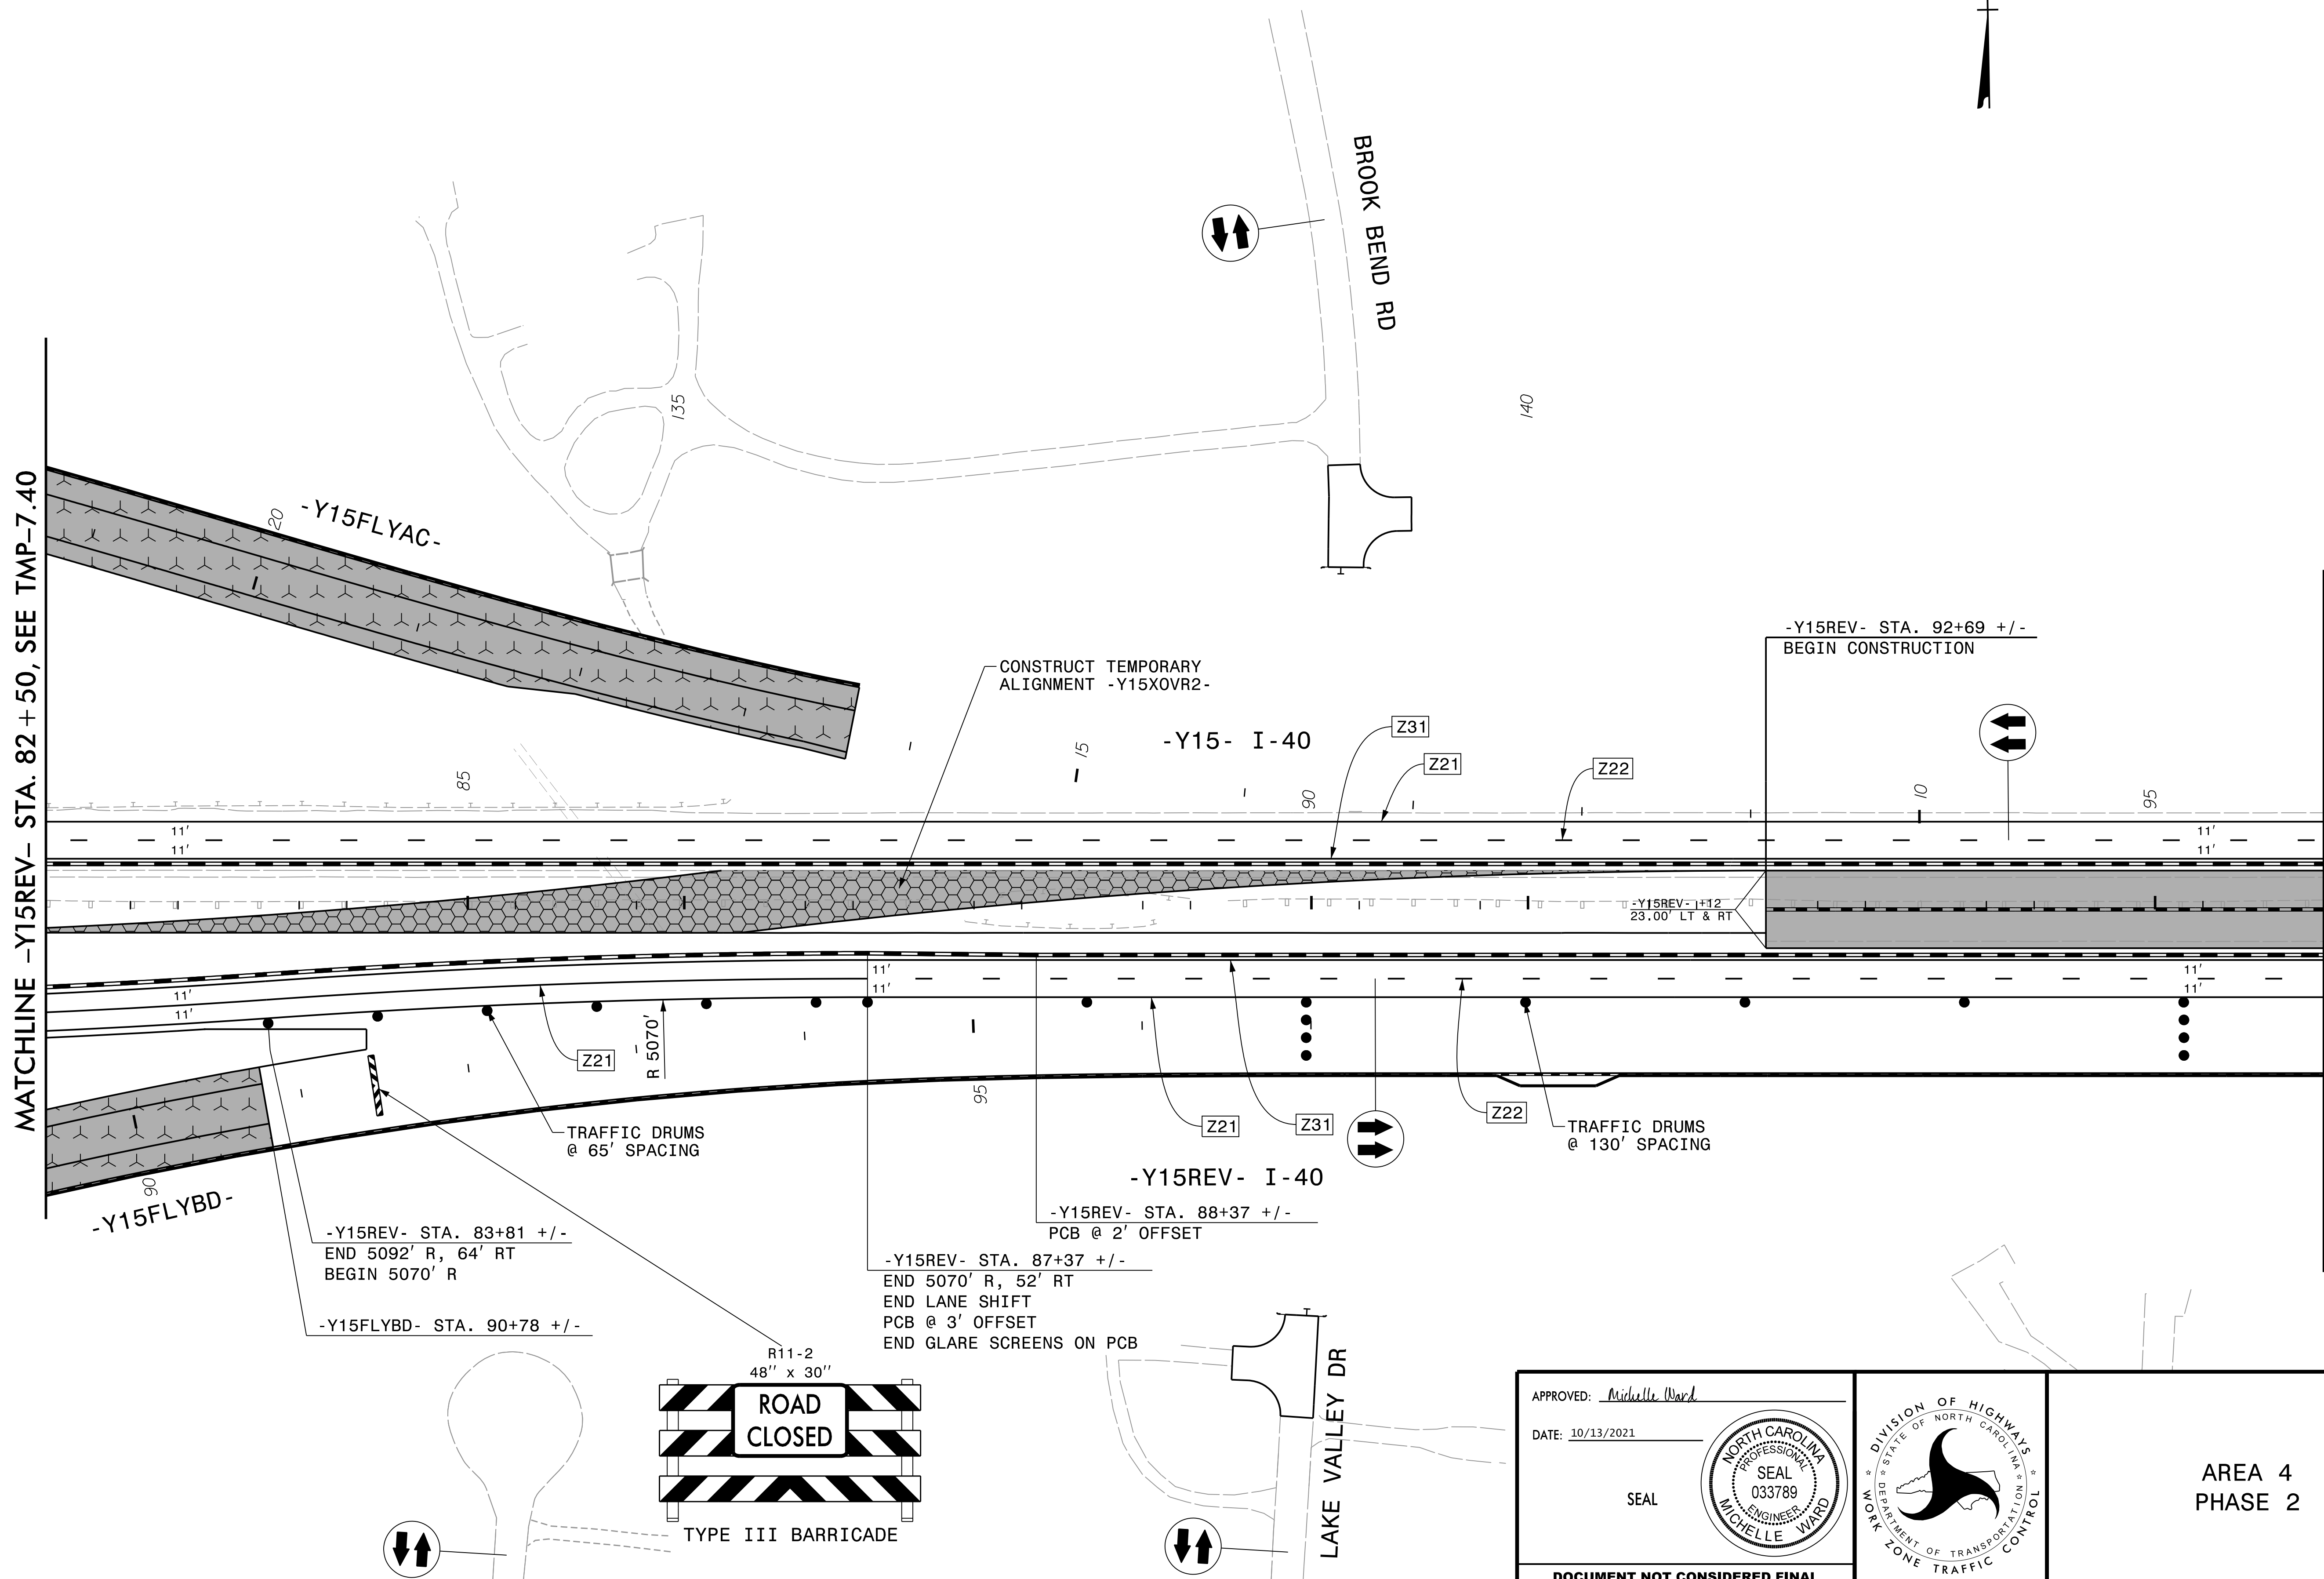 BROOK BEND RD
135
140
MATCHLINE –Y15REV– STA. 82+50, SEE TMP–7.40
20
-Y15FLYAC-
-Y15REV- STA. 92+69 +/-
BEGIN CONSTRUCTION
CONSTRUCT TEMPORARY
ALIGNMENT -Y15XOVR2-
15
-Y15- I-40
Z31
Z21
Z22
85
90
10
95
11'
11'
11'
11'
-Y15REV- +12
23.00' LT & RT
11'
11'
11'
11'
11'
11'
Z21
R 5070'
95
TRAFFIC DRUMS
@ 65' SPACING
Z21
Z31
Z22
TRAFFIC DRUMS
@ 130' SPACING
-Y15REV- I-40
90
-Y15FLYBD-
-Y15REV- STA. 88+37 +/-
PCB @ 2' OFFSET
-Y15REV- STA. 83+81 +/-
END 5092' R, 64' RT
BEGIN 5070' R
-Y15REV- STA. 87+37 +/-
END 5070' R, 52' RT
END LANE SHIFT
PCB @ 3' OFFSET
END GLARE SCREENS ON PCB
-Y15FLYBD- STA. 90+78 +/-
R11-2
48'' x 30''
ROAD
CLOSED
TYPE III BARRICADE
LAKE VALLEY DR
APPROVED: Michelle Ward
DATE: 10/13/2021
SEAL
NORTH CAROLINA
PROFESSIONAL
SEAL
033789
ENGINEER
MICHELLE WARD
DIVISION OF HIGHWAYS
STATE OF NORTH CAROLINA
DEPARTMENT OF TRANSPORTATION
WORK ZONE TRAFFIC CONTROL
AREA 4
PHASE 2
DOCUMENT NOT CONSIDERED FINAL